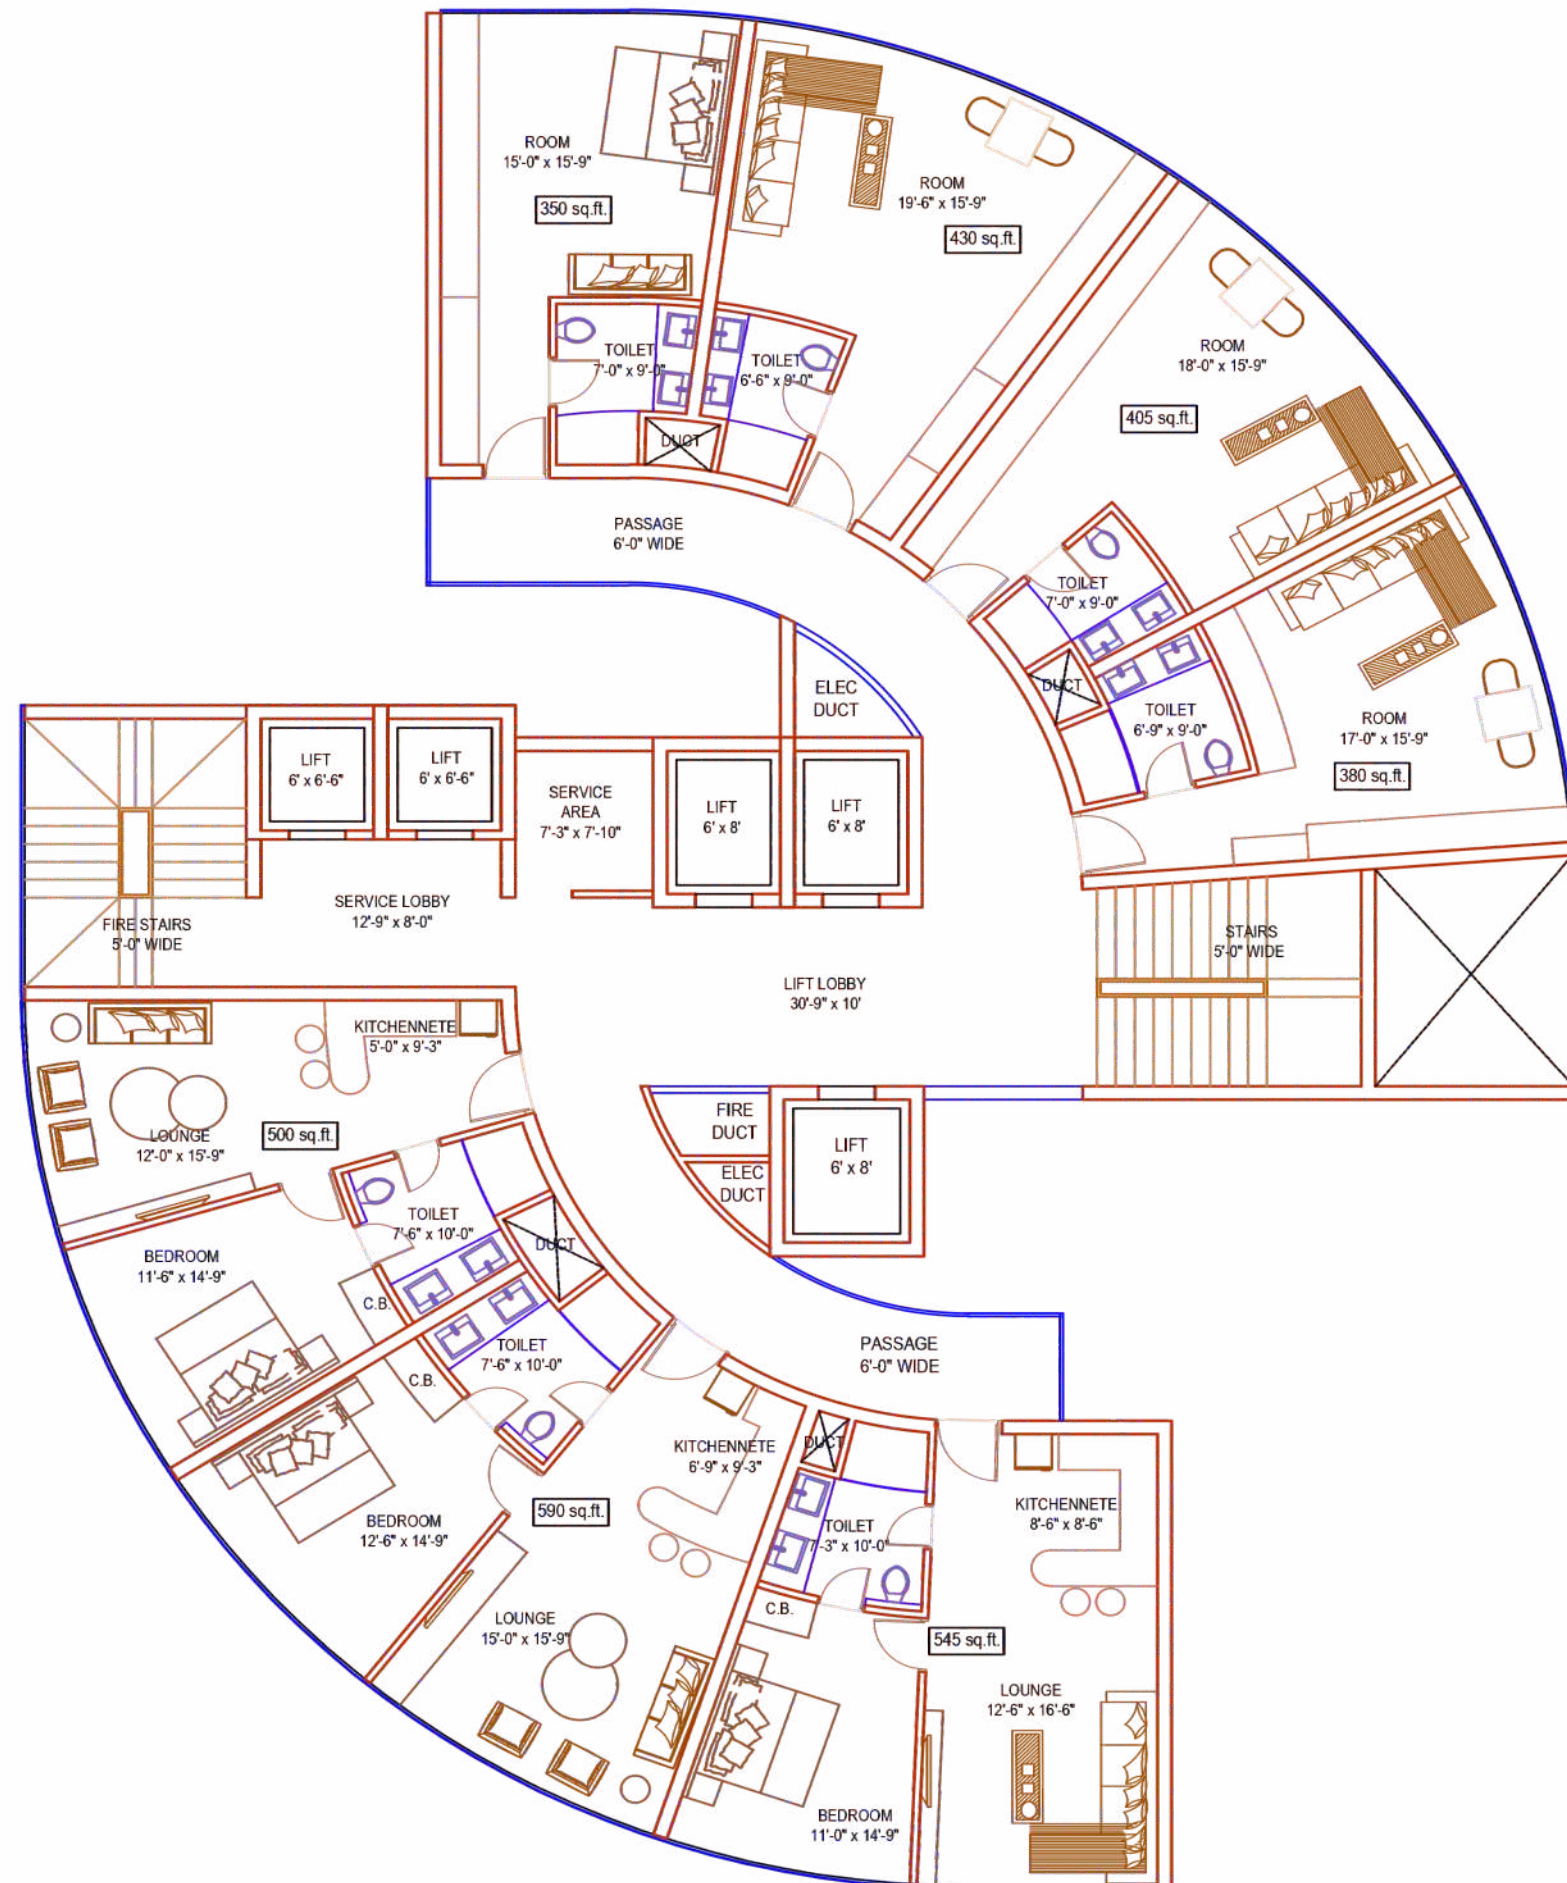 ROOM
15'-0" x 15'-9"
350 sq.ft.
ROOM
19'-6" x 15'-9"
430 sq.ft.
TOILET
7'-0" x 9'-0"
TOILET
6'-6" x 9'-0"
DUCT
ROOM
18'-0" x 15'-9"
405 sq.ft.
PASSAGE
6'-0" WIDE
TOILET
7'-0" x 9'-0"
DUCT
TOILET
6'-9" x 9'-0"
ROOM
17'-0" x 15'-9"
380 sq.ft.
ELEC
DUCT
LIFT
6' x 6'-6"
LIFT
6' x 6'-6"
SERVICE
AREA
7'-3" x 7'-10"
LIFT
6' x 8'
LIFT
6' x 8'
SERVICE LOBBY
12'-9" x 8'-0"
FIRE STAIRS
5'-0" WIDE
STAIRS
5'-0" WIDE
LIFT LOBBY
30'-9" x 10'
KITCHENNETE
5'-0" x 9'-3"
LOUNGE
12'-0" x 15'-9"
500 sq.ft.
FIRE
DUCT
ELEC
DUCT
LIFT
6' x 8'
TOILET
7'-6" x 10'-0"
DUCT
BEDROOM
11'-6" x 14'-9"
C.B.
TOILET
7'-6" x 10'-0"
C.B.
PASSAGE
6'-0" WIDE
KITCHENNETE
6'-9" x 9'-3"
DUCT
590 sq.ft.
BEDROOM
12'-6" x 14'-9"
TOILET
7'-3" x 10'-0"
KITCHENNETE
8'-6" x 8'-6"
C.B.
LOUNGE
15'-0" x 15'-9"
545 sq.ft.
LOUNGE
12'-6" x 16'-6"
BEDROOM
11'-0" x 14'-9"